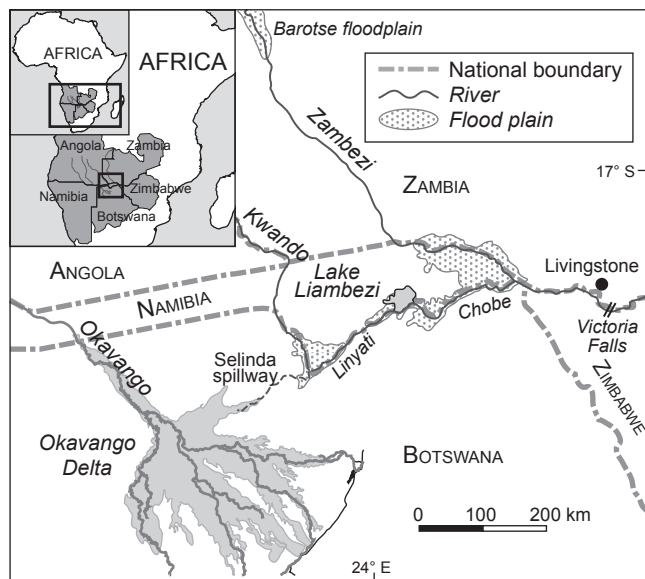 AFRICA
AFRICA
Angola
Zambia
Namibia
Zimbabwe
Botswana
Barotse floodplain
National boundary
River
Flood plain
17° S
Zambezi
ZAMBIA
Kwando
ANGOLA
NAMIBIA
Lake
Liambezi
Livingstone
Chobe
Victoria
Falls
Linyati
Selinda
spillway
Okavango
ZIMBABWE
Okavango
Delta
BOTSWANA
0 100 200 km
24° E